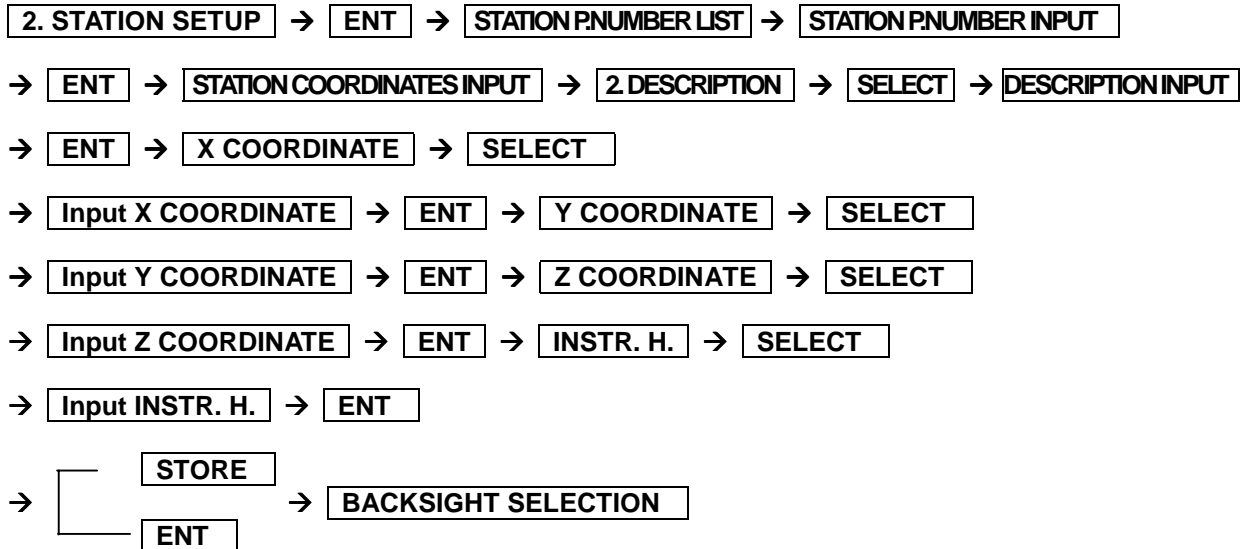 2. STATION SETUP → ENT → STATION P.NUMBER LIST → STATION P.NUMBER INPUT
→ ENT → STATION COORDINATES INPUT → 2. DESCRIPTION → SELECT → DESCRIPTION INPUT
→ ENT → X COORDINATE → SELECT
→ Input X COORDINATE → ENT → Y COORDINATE → SELECT
→ Input Y COORDINATE → ENT → Z COORDINATE → SELECT
→ Input Z COORDINATE → ENT → INSTR. H. → SELECT
→ Input INSTR. H. → ENT
STORE
→ → BACKSIGHT SELECTION
ENT